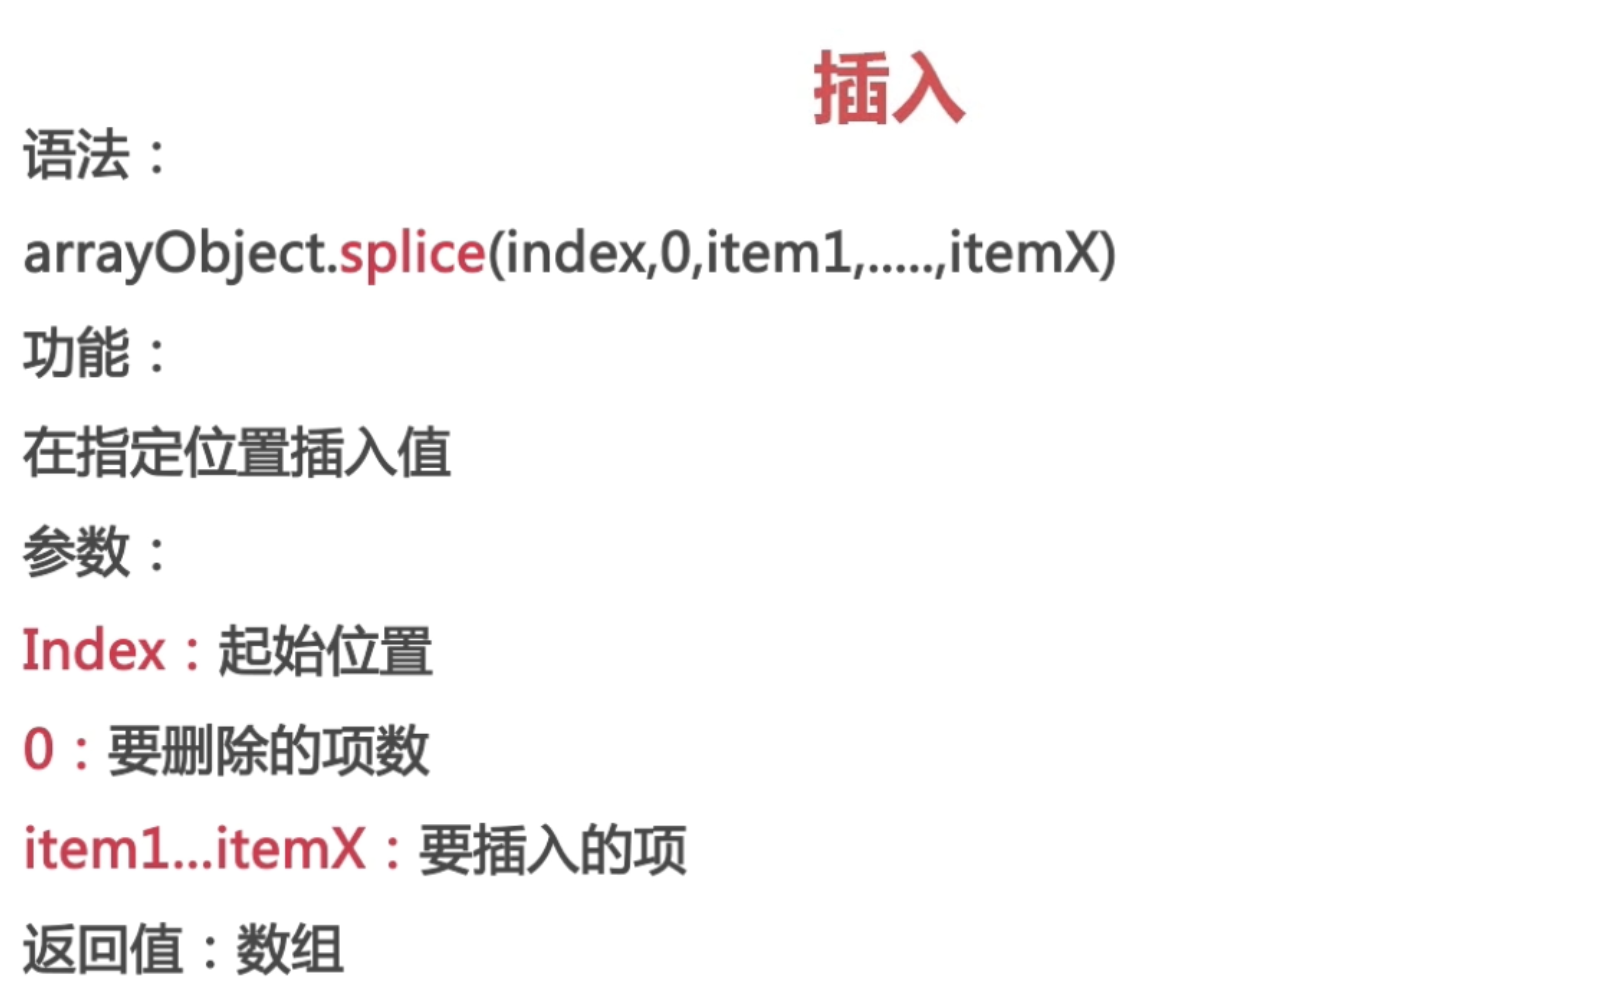 插入
语法：
arrayObject.splice(index,0,item1,.....,itemX)
功能：
在指定位置插入值
参数：
Index：起始位置
0：要删除的项数
item1...itemX：要插入的项
返回值：数组